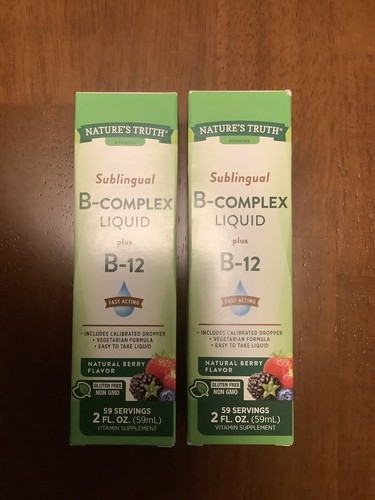 NATURE'S TRUTH®
VITAMINS
Sublingual
B-COMPLEX
LIQUID
plus
B-12
FAST ACTING
• INCLUDES CALIBRATED DROPPER
• VEGETARIAN FORMULA
• EASY TO TAKE LIQUID
NATURAL BERRY
FLAVOR
GLUTEN FREE
NON GMO
59 SERVINGS
2 FL. OZ. (59mL)
VITAMIN SUPPLEMENT
NATURE'S TRUTH®
VITAMINS
Sublingual
B-COMPLEX
LIQUID
plus
B-12
FAST ACTING
• INCLUDES CALIBRATED DROPPER
• VEGETARIAN FORMULA
• EASY TO TAKE LIQUID
NATURAL BERRY
FLAVOR
GLUTEN FREE
NON GMO
59 SERVINGS
2 FL. OZ. (59mL)
VITAMIN SUPPLEMENT